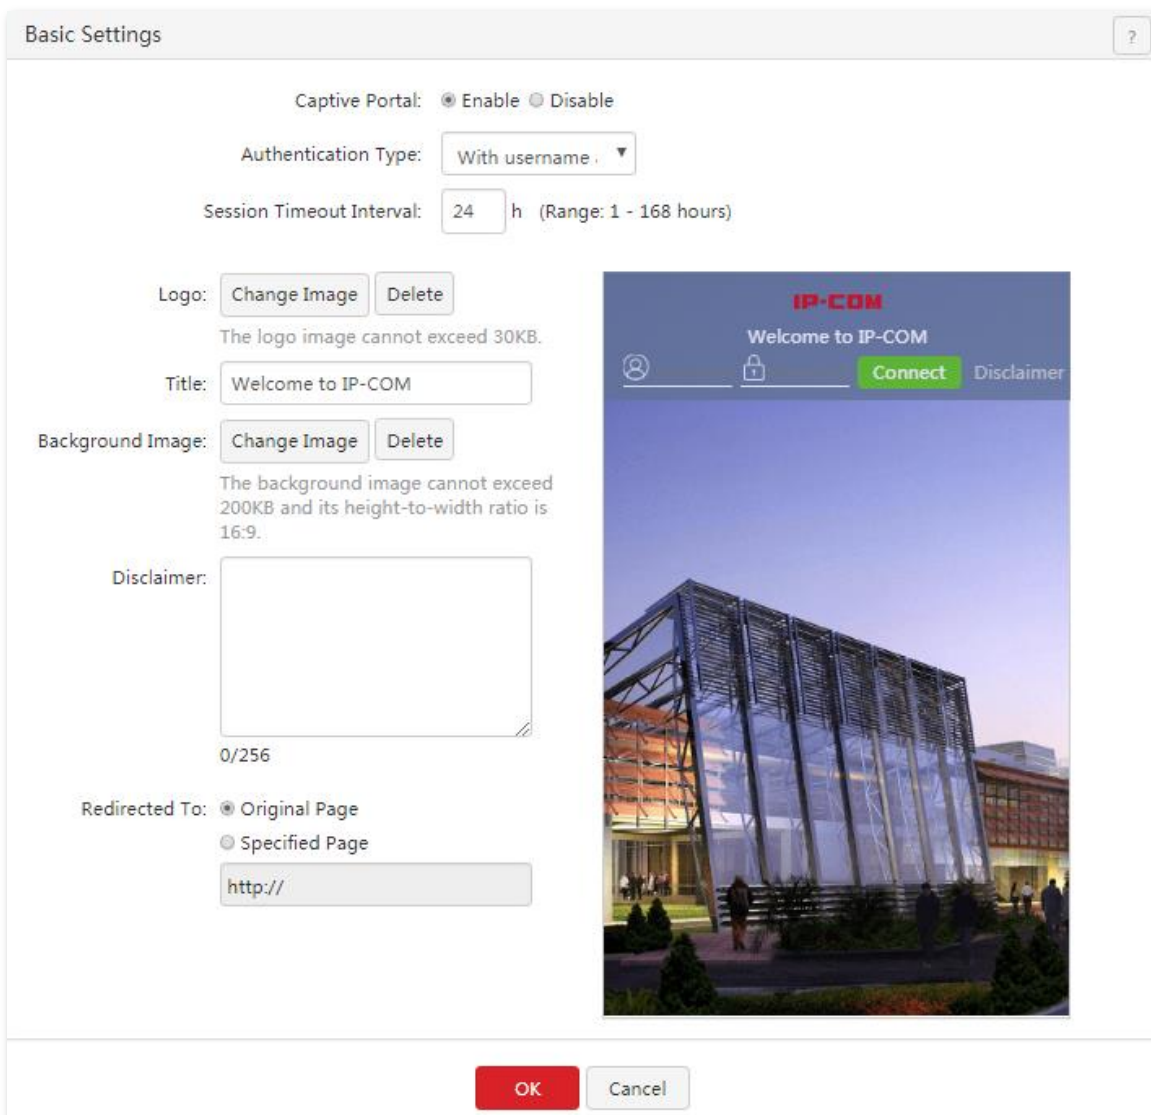 Basic Settings
?
Captive Portal: Enable Disable
Authentication Type: With username
Session Timeout Interval: 24 h (Range: 1 - 168 hours)
Logo: Change Image Delete
The logo image cannot exceed 30KB.
Title: Welcome to IP-COM
Background Image: Change Image Delete
The background image cannot exceed
200KB and its height-to-width ratio is
16:9.
Disclaimer:
0/256
Redirected To: Original Page
Specified Page
http://
IP-COM
Welcome to IP-COM
Connect Disclaimer
OK Cancel